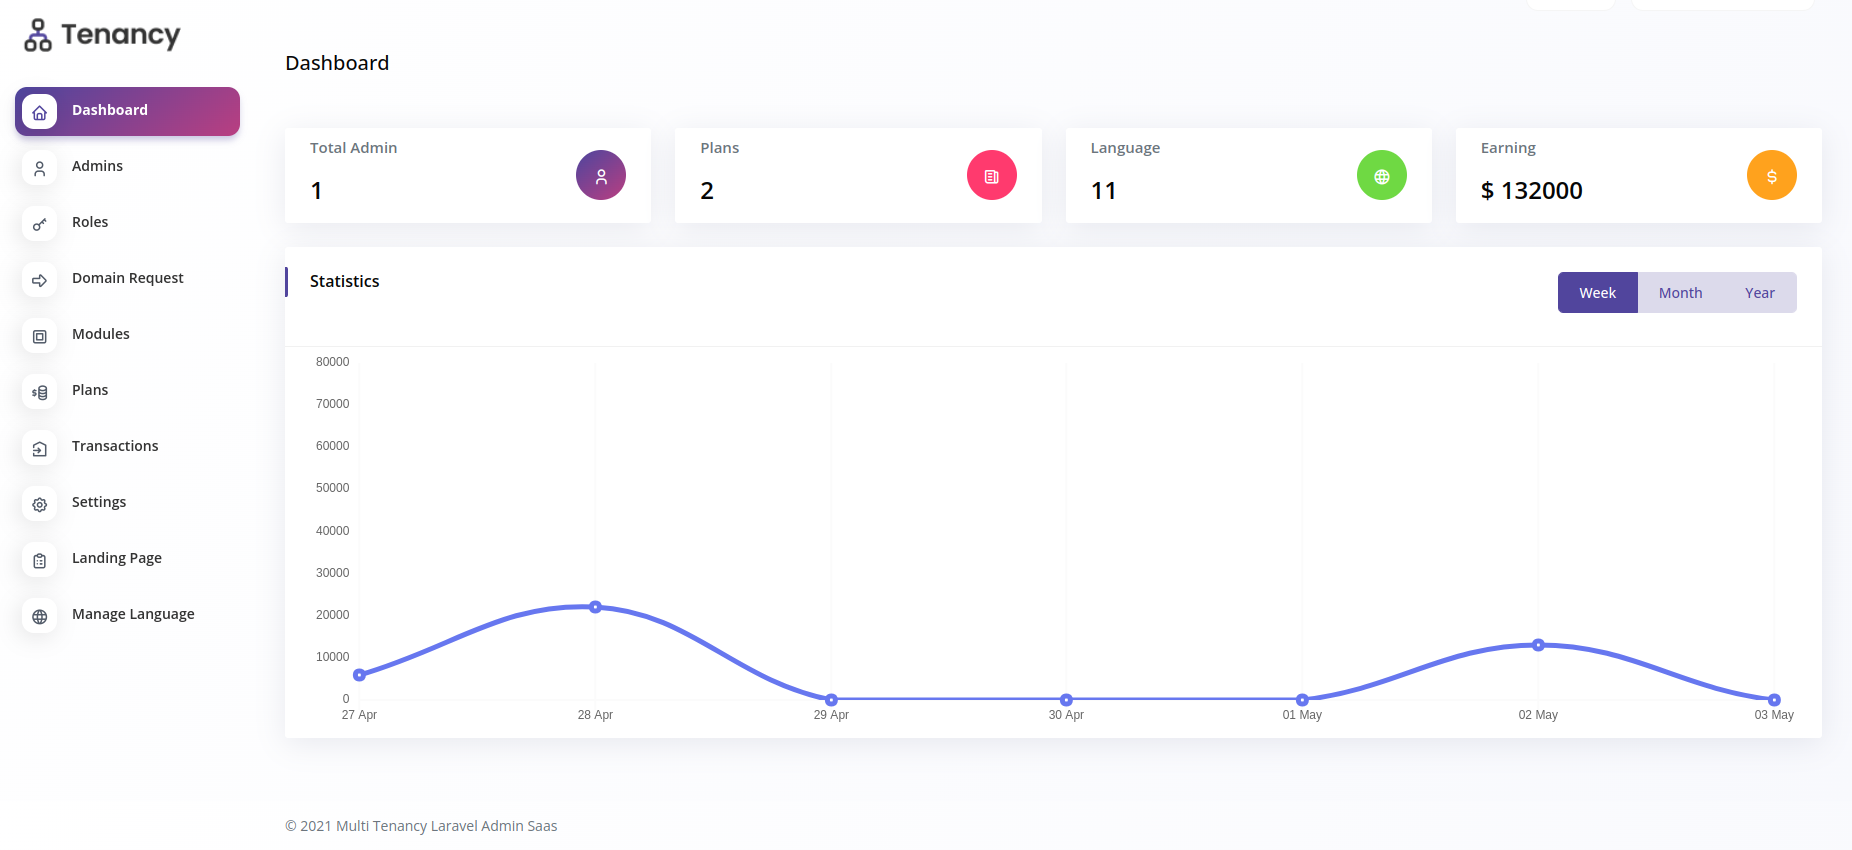 Tenancy
Dashboard
Admins
Roles
Domain Request
Modules
Plans
Transactions
Settings
Landing Page
Manage Language
Dashboard
Total Admin
1
Plans
2
Language
11
Earning
$ 132000
Statistics
Week Month Year
80000
70000
60000
50000
40000
30000
20000
10000
0
27 Apr 28 Apr 29 Apr 30 Apr 01 May 02 May 03 May
© 2021 Multi Tenancy Laravel Admin Saas